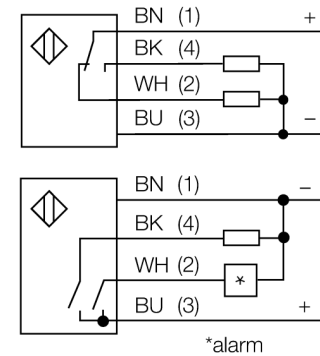 BN (1) +
BK (4)
WH (2)
BU (3) –
BN (1) –
BK (4)
WH (2)
*
BU (3) +
*alarm